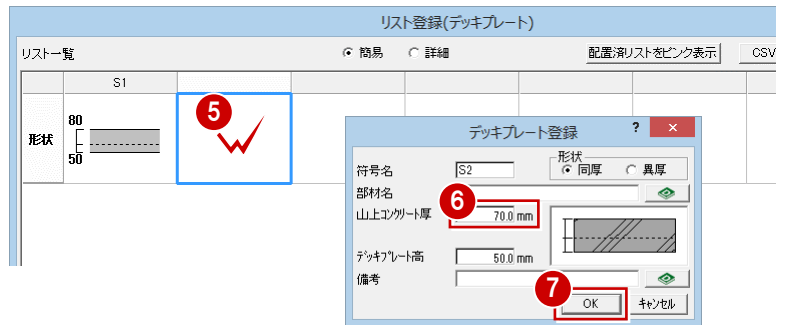 リスト登録(デッキプレート)
リスト一覧
簡易
詳細
配置済リストをピンク表示
CSV
S1
形状
80
50
5
デッキプレート登録
? ×
符号名
S2
形状
同厚
異厚
部材名
6
山上コンクリート厚
70.0 mm
デッキプレート高
50.0 mm
備考
7
OK
キャンセル